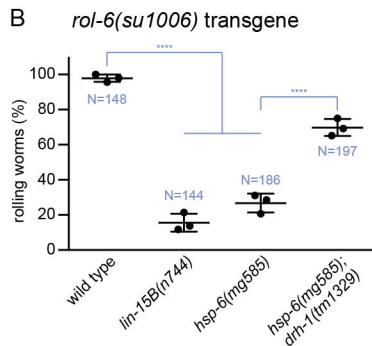 B
rol-6(su1006) transgene
rolling worms (%)
100
80
60
40
20
0
****
****
N=148
N=144
N=186
N=197
wild type
lin-15B(n744)
hsp-6(mg585)
hsp-6(mg585);
drh-1(tm1329)